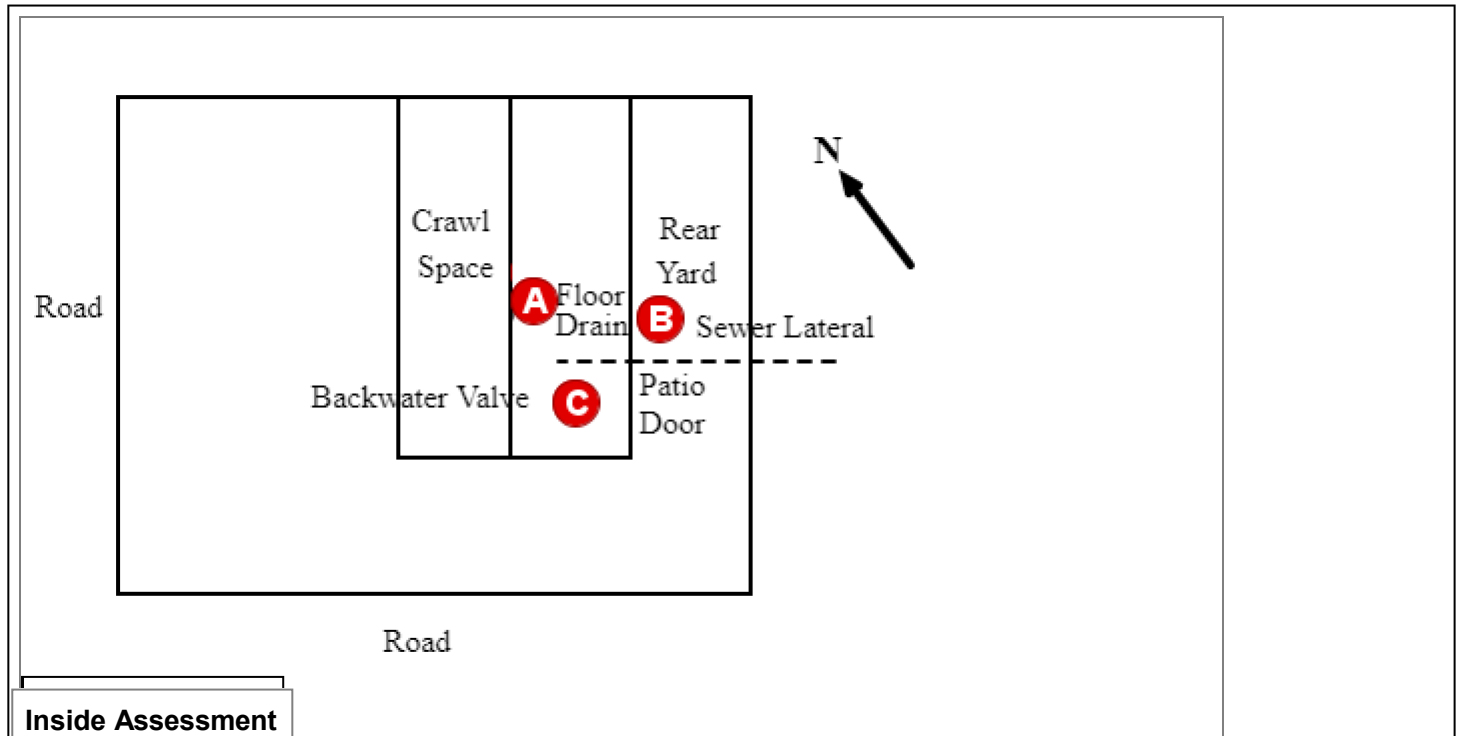 N
Crawl
Space
Rear
Yard
Road
A
Floor
Drain
B
Sewer Lateral
Backwater Valve
C
Patio
Door
Road
Inside Assessment